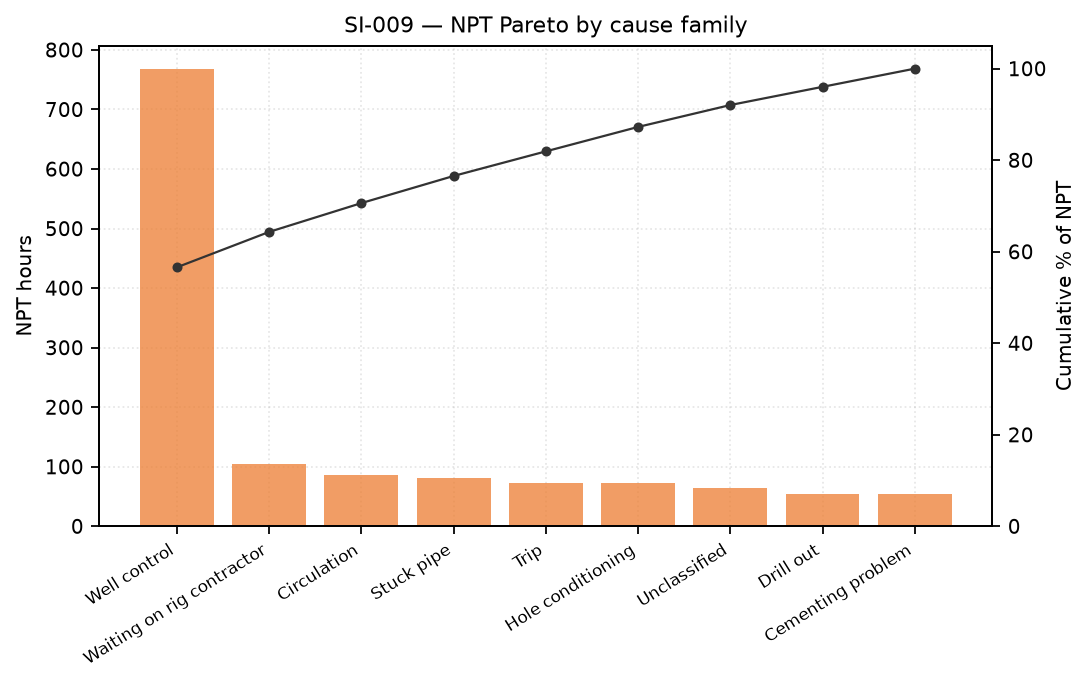 SI-009 — NPT Pareto by cause family
NPT hours
800
700
600
500
400
300
200
100
0
100
80
60
40
20
0
Cumulative % of NPT
Well control
Waiting on rig contractor
Circulation
Stuck pipe
Trip
Hole conditioning
Unclassified
Drill out
Cementing problem